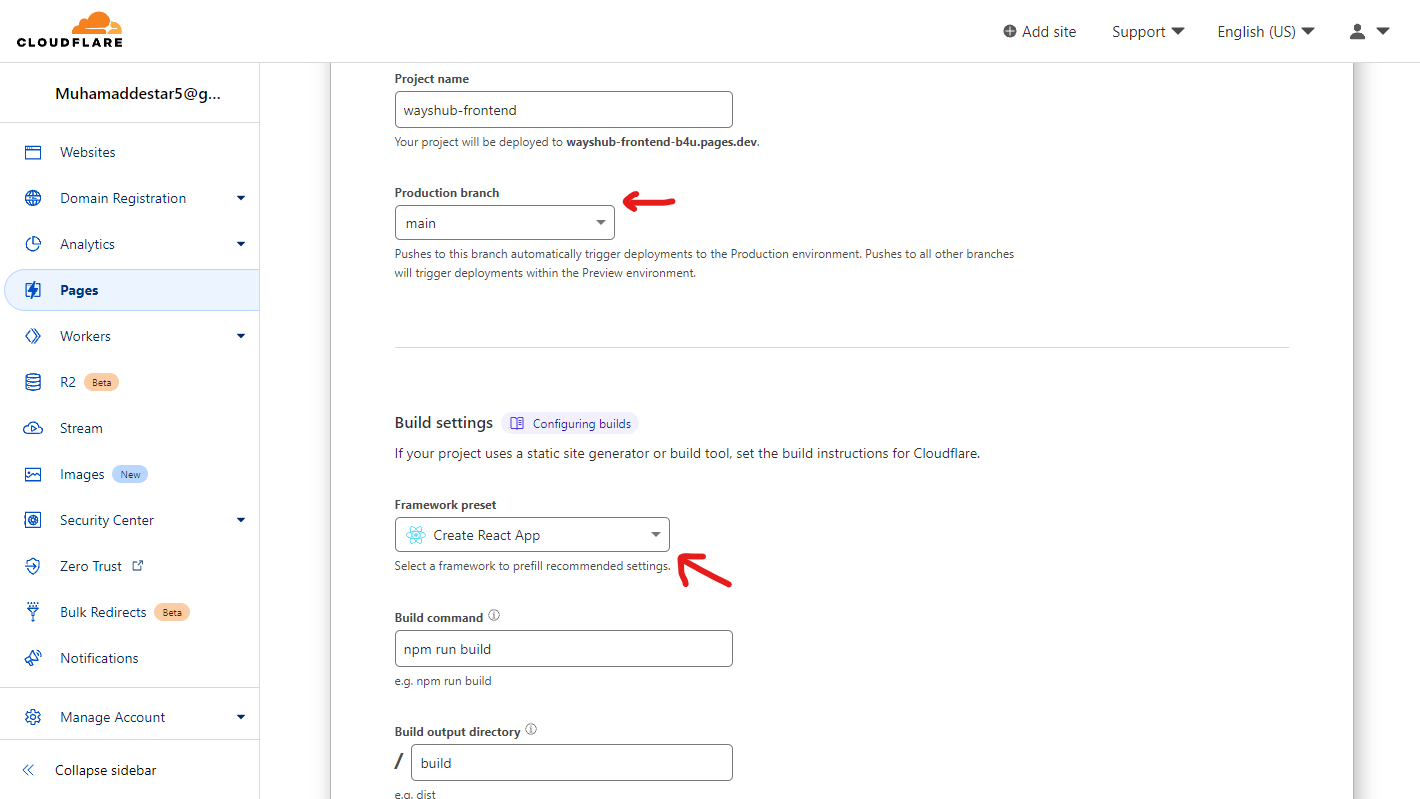 CLOUDFLARE
Add site
Support
English (US)
Muhamaddestar5@g...
Websites
Domain Registration
Analytics
Pages
Workers
R2 Beta
Stream
Images New
Security Center
Zero Trust
Bulk Redirects Beta
Notifications
Manage Account
Collapse sidebar
Project name
wayshub-frontend
Your project will be deployed to wayshub-frontend-b4u.pages.dev.
Production branch
main
Pushes to this branch automatically trigger deployments to the Production environment. Pushes to all other branches
will trigger deployments within the Preview environment.
Build settings Configuring builds
If your project uses a static site generator or build tool, set the build instructions for Cloudflare.
Framework preset
Create React App
Select a framework to prefill recommended settings.
Build command
npm run build
e.g. npm run build
Build output directory
/ build
e.g. dist